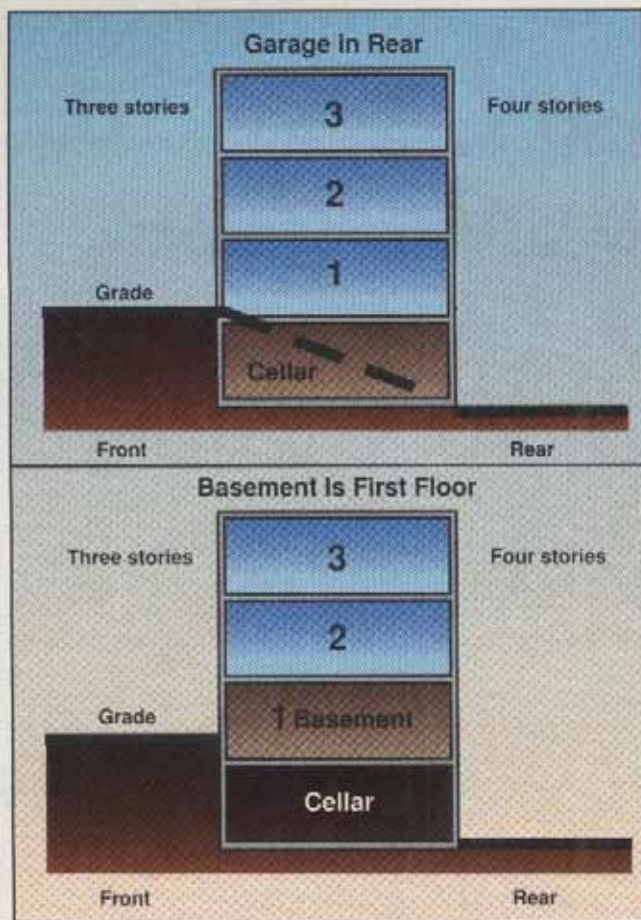 Garage in Rear
Three stories
3
Four stories
2
1
Grade
Cellar
Front
Rear
Basement Is First Floor
Three stories
3
Four stories
2
Grade
1 Basement
Cellar
Front
Rear